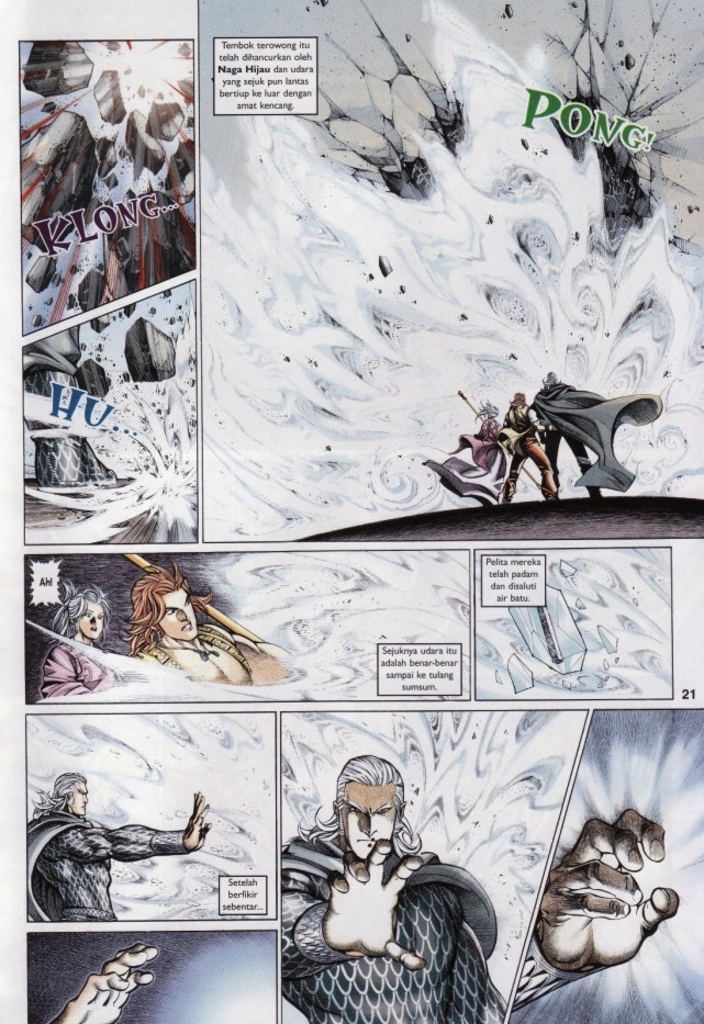 Tembok terowong itu
telah dihancurkan oleh
Naga Hijau dan udara
yang sejuk pun lantas
bertiup ke luar dengan
amat kencang.
PONG!
KLONG...
HU...
Ah!
Sejuknya udara itu
adalah benar-benar
sampai ke tulang
sumsum.
Pelita mereka
telah padam
dan disaluti
air batu.
21
Setelah
berfikir
sebentar...